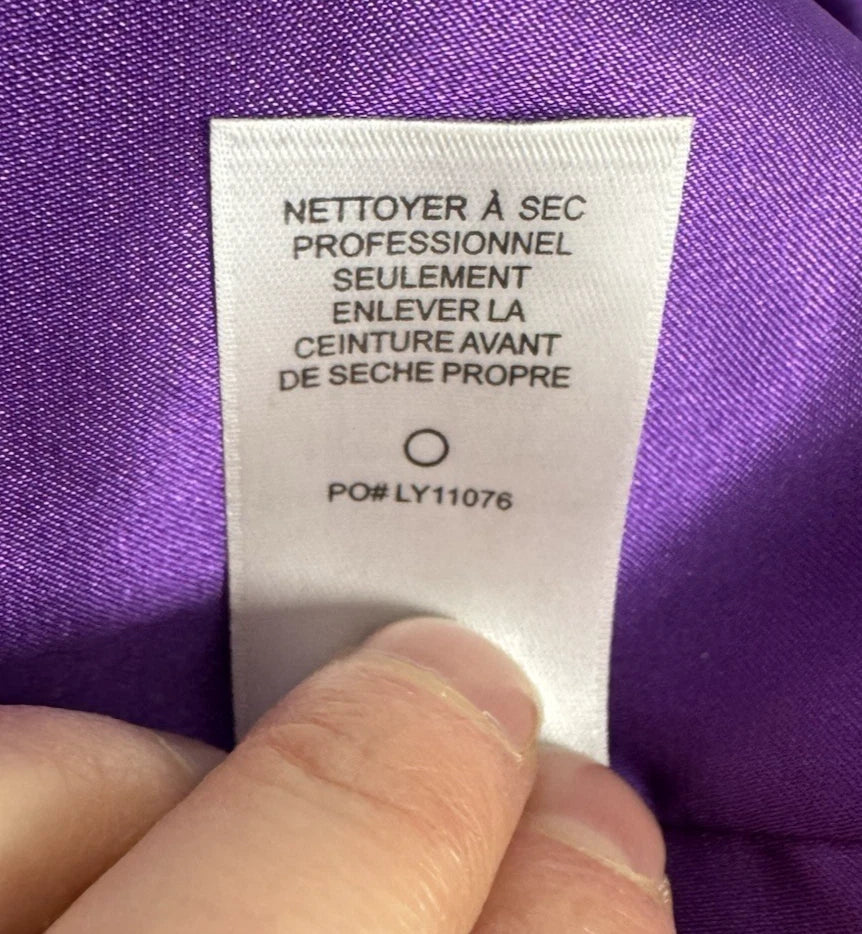 NETTOYER À SEC
PROFESSIONNEL
SEULEMENT
ENLEVER LA
CEINTURE AVANT
DE SECHE PROPRE
PO# LY11076